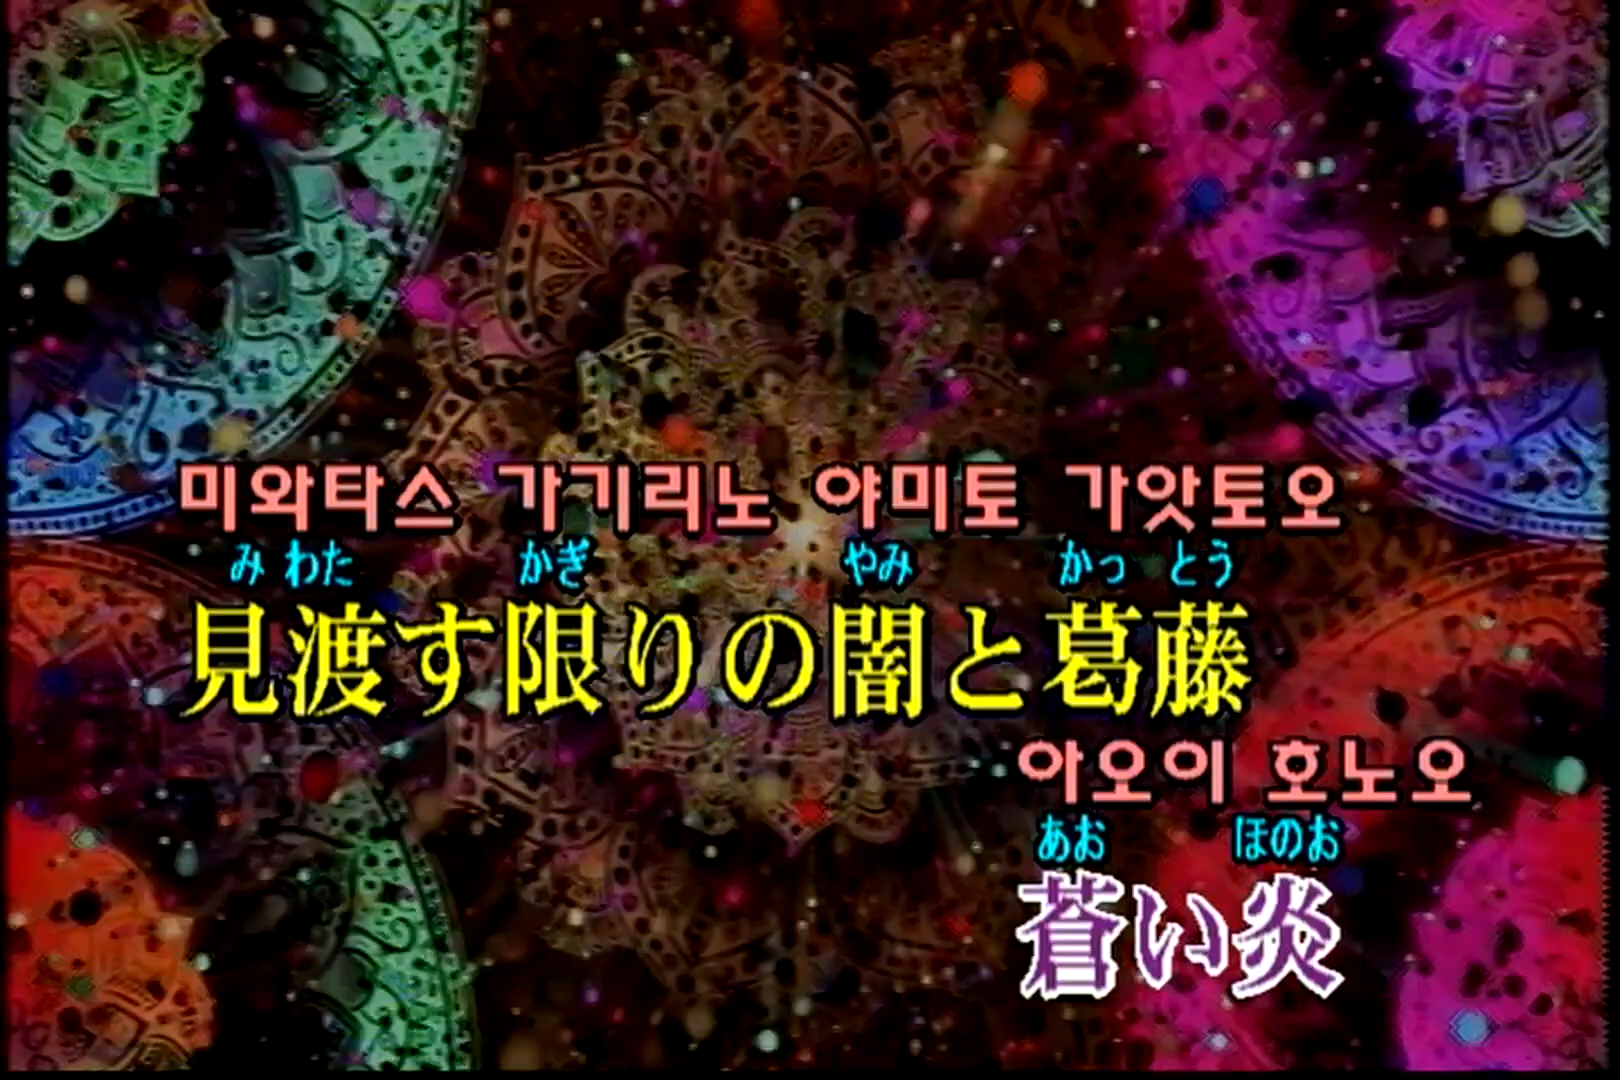 미와타스 가기리노 야미토 가앗토오
み わた かぎ やみ かっ とう
見渡す限りの闇と葛藤
아오이 호노오
あお ほのお
蒼い炎